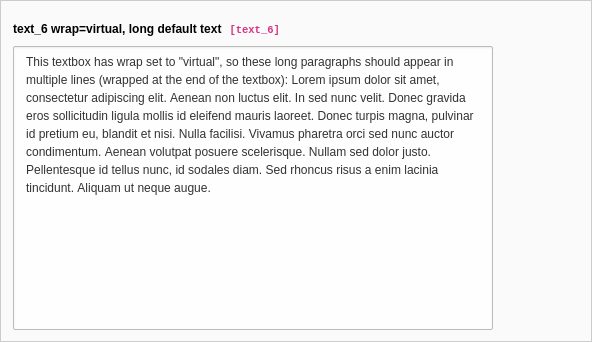 text_6 wrap=virtual, long default text [text_6]
This textbox has wrap set to "virtual", so these long paragraphs should appear in
multiple lines (wrapped at the end of the textbox): Lorem ipsum dolor sit amet,
consectetur adipiscing elit. Aenean non luctus elit. In sed nunc velit. Donec gravida
eros sollicitudin ligula mollis id eleifend mauris laoreet. Donec turpis magna, pulvinar
id pretium eu, blandit et nisi. Nulla facilisi. Vivamus pharetra orci sed nunc auctor
condimentum. Aenean volutpat posuere scelerisque. Nullam sed dolor justo.
Pellentesque id tellus nunc, id sodales diam. Sed rhoncus risus a enim lacinia
tincidunt. Aliquam ut neque augue.